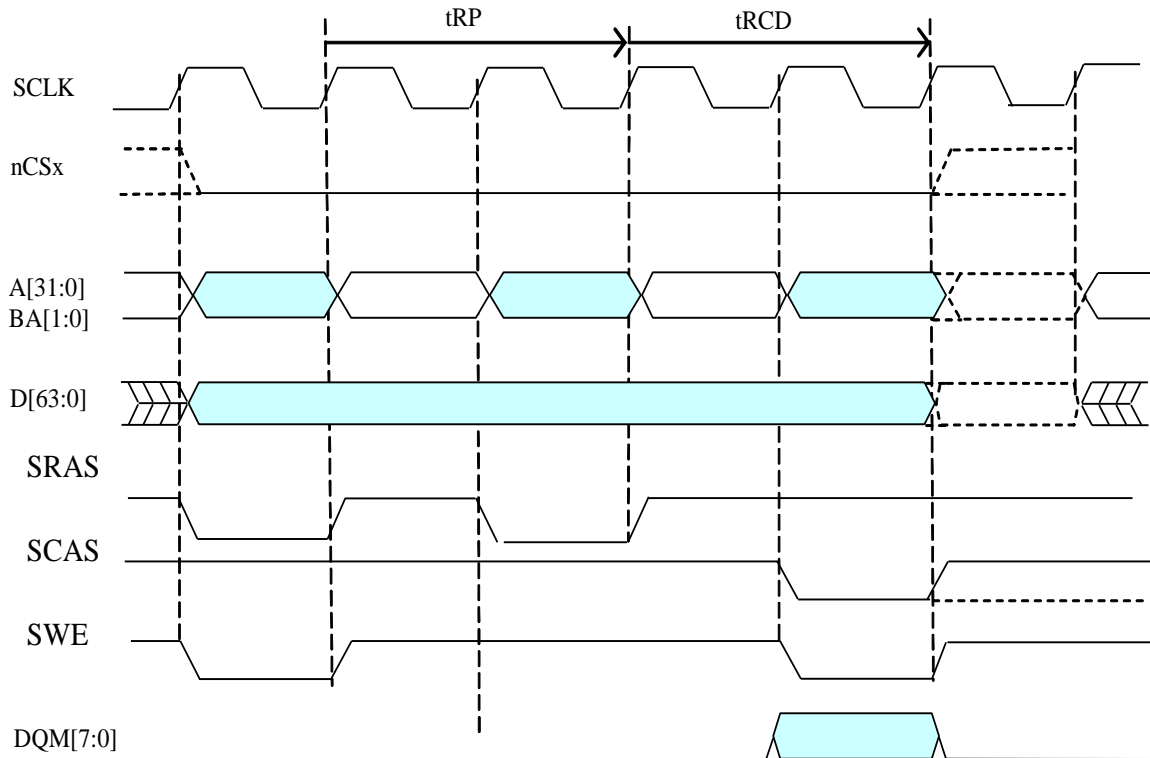 tRP
tRCD
SCLK
nCSx
A[31:0]
BA[1:0]
D[63:0]
SRAS
SCAS
SWE
DQM[7:0]